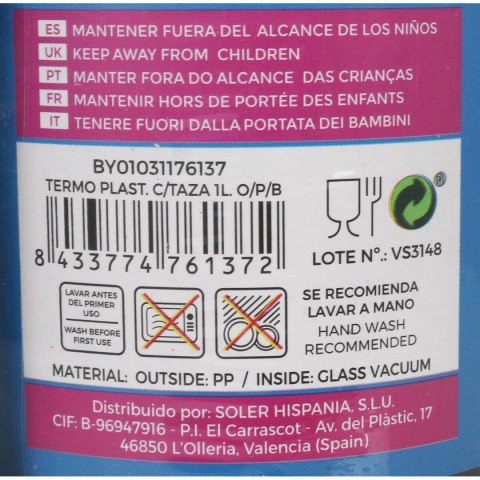 ES MANTENER FUERA DEL ALCANCE DE LOS NIÑOS
UK KEEP AWAY FROM CHILDREN
PT MANTER FORA DO ALCANCE DAS CRIANÇAS
FR MANTENIR HORS DE PORTÉE DES ENFANTS
IT TENERE FUORI DALLA PORTATA DEI BAMBINI
BY01031176137
TERMO PLAST. C/TAZA 1L. O/P/B
8 433774 761372
®
LOTE Nº.: VS3148
LAVAR ANTES
DEL PRIMER
USO
WASH BEFORE
FIRST USE
SE RECOMIENDA
LAVAR A MANO
HAND WASH
RECOMMENDED
MATERIAL: OUTSIDE: PP / INSIDE: GLASS VACUUM
Distribuido por: SOLER HISPANIA, S.L.U.
CIF: B-96947916 - P.I. El Carrascot - Av. del Plàstic, 17
46850 L'Olleria, Valencia (Spain)